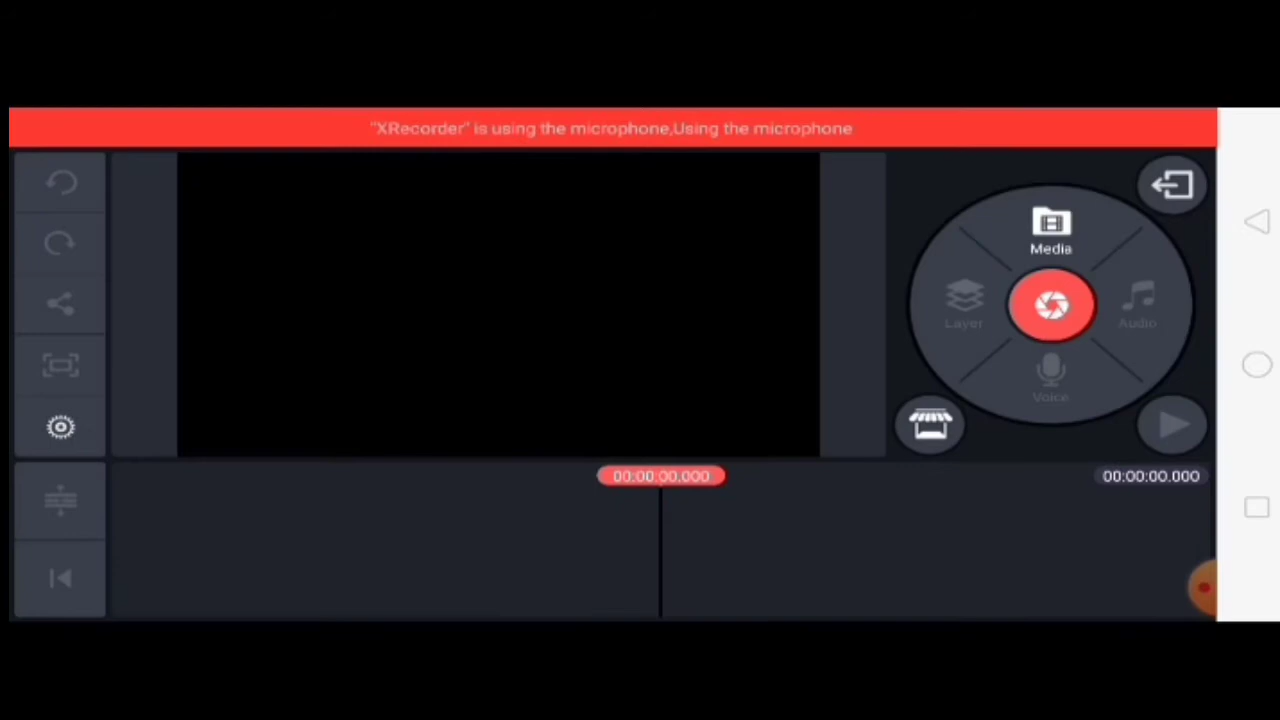 "XRecorder" is using the microphone,Using the microphone
Media
Layer
Audio
Voice
00:00:00.000
00:00:00.000